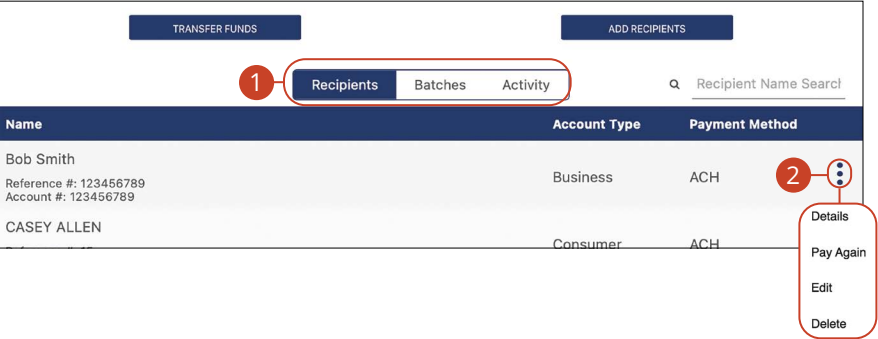 TRANSFER FUNDS
ADD RECIPIENTS
1
Recipients Batches Activity
Recipient Name Search
Name Account Type Payment Method
Bob Smith
Reference #: 123456789
Account #: 123456789
Business ACH
2
CASEY ALLEN
Consumer ACH
Details
Pay Again
Edit
Delete